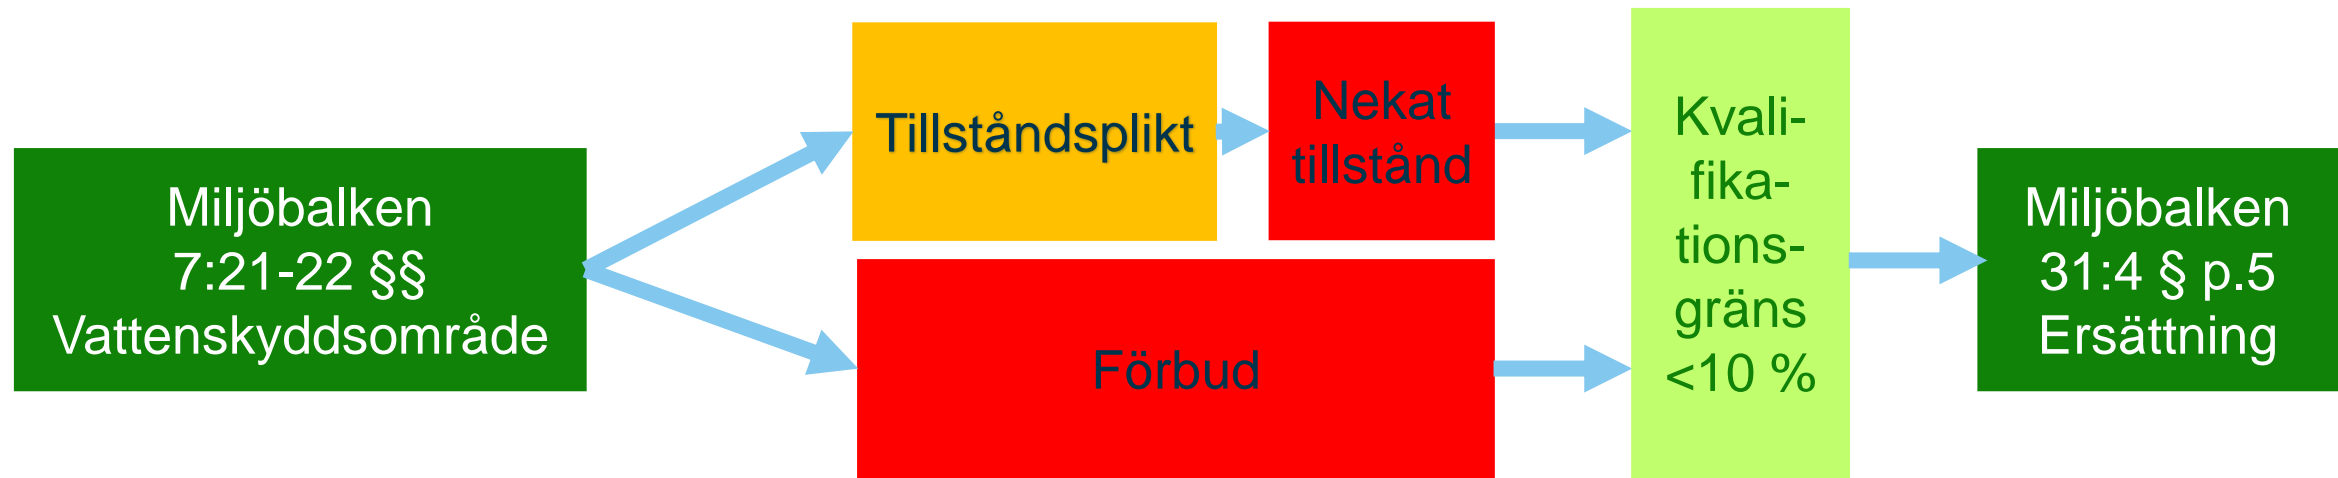 Miljöbalken
7:21-22 §§
Vattenskyddsområde
Tillståndsplikt
Nekat
tillstånd
Förbud
Kvali-
fika-
tions-
gräns
<10 %
Miljöbalken
31:4 § p.5
Ersättning